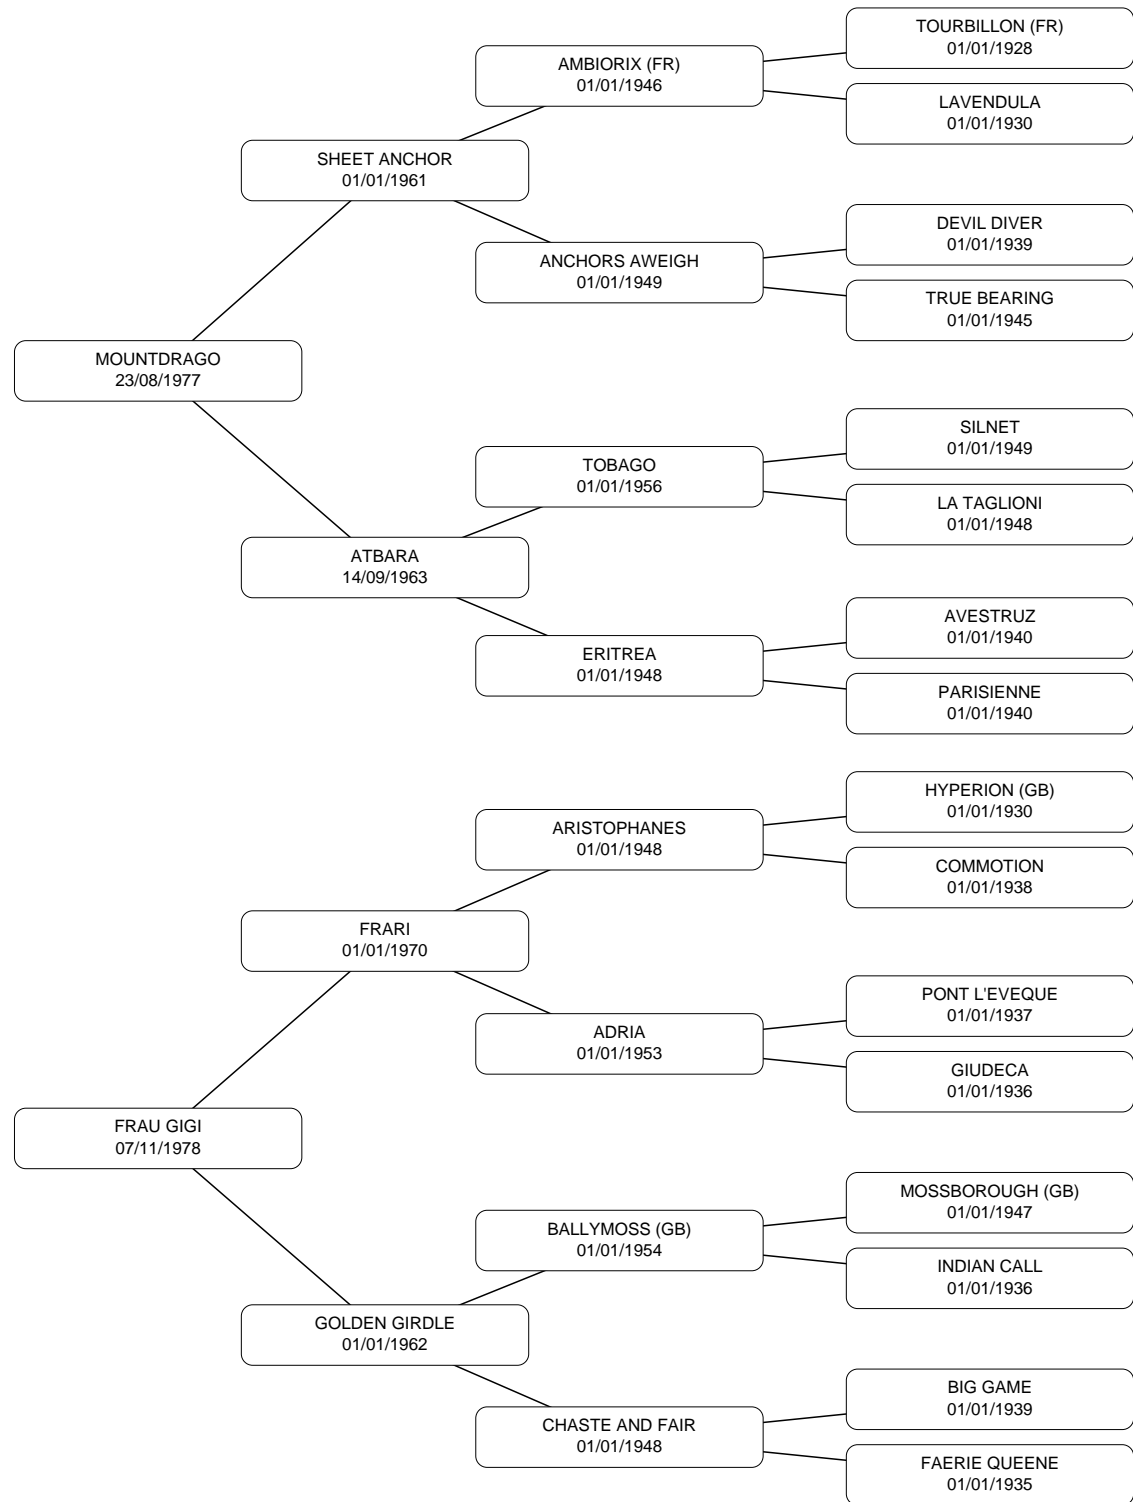 TOURBILLON (FR)
01/01/1928
AMBIORIX (FR)
01/01/1946
LAVENDULA
01/01/1930
SHEET ANCHOR
01/01/1961
DEVIL DIVER
01/01/1939
ANCHORS AWEIGH
01/01/1949
TRUE BEARING
01/01/1945
MOUNTDRAGO
23/08/1977
SILNET
01/01/1949
TOBAGO
01/01/1956
LA TAGLIONI
01/01/1948
ATBARA
14/09/1963
AVESTRUZ
01/01/1940
ERITREA
01/01/1948
PARISIENNE
01/01/1940
HYPERION (GB)
01/01/1930
ARISTOPHANES
01/01/1948
COMMOTION
01/01/1938
FRARI
01/01/1970
PONT L'EVEQUE
01/01/1937
ADRIA
01/01/1953
GIUDECA
01/01/1936
FRAU GIGI
07/11/1978
MOSSBOROUGH (GB)
01/01/1947
BALLYMOSS (GB)
01/01/1954
INDIAN CALL
01/01/1936
GOLDEN GIRDLE
01/01/1962
BIG GAME
01/01/1939
CHASTE AND FAIR
01/01/1948
FAERIE QUEENE
01/01/1935